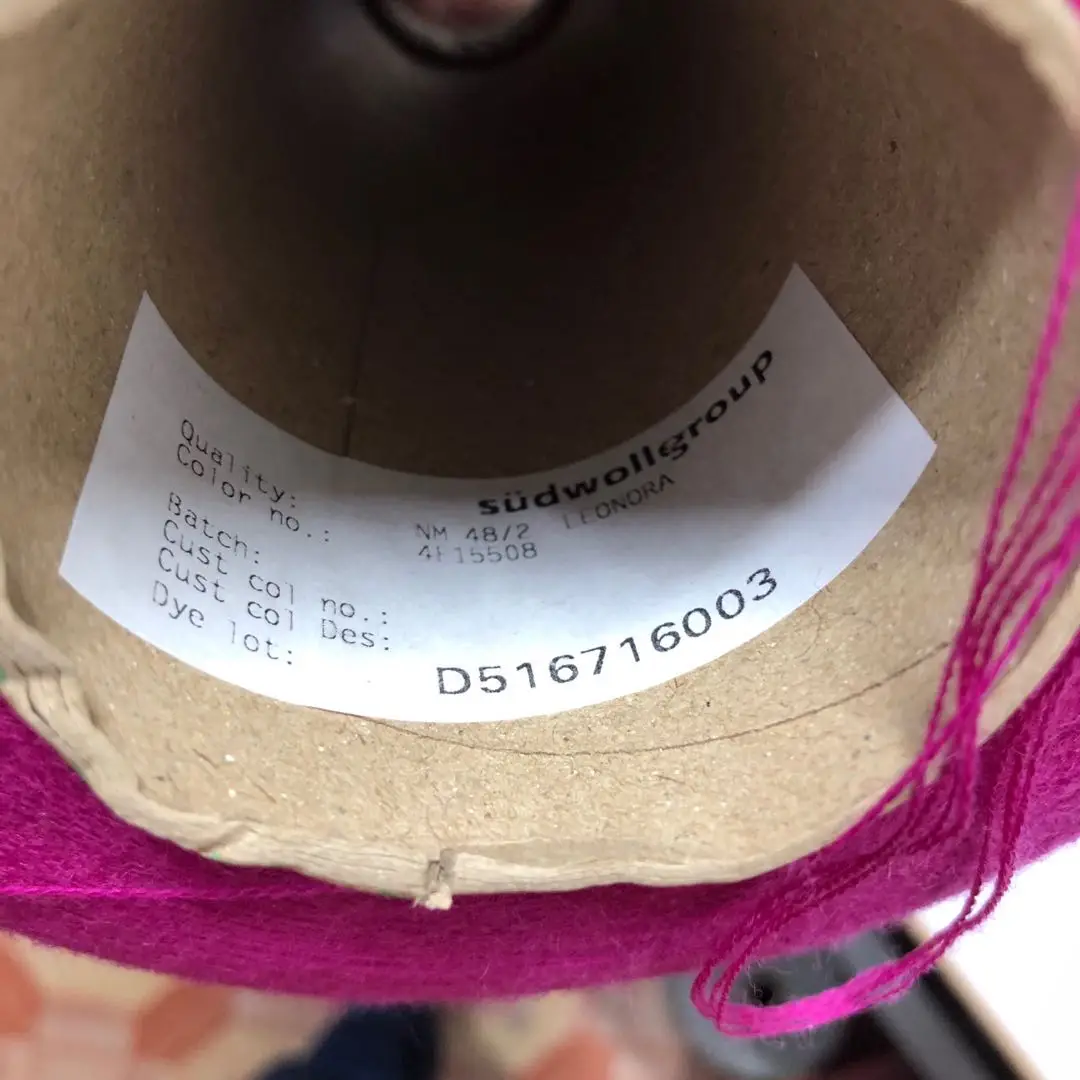 südwollgroup
Quality: NM 48/2 LEONORA
Color no.: 4F15508
Batch:
Cust col no.:
Cust col Des:
Dye lot: D516716003